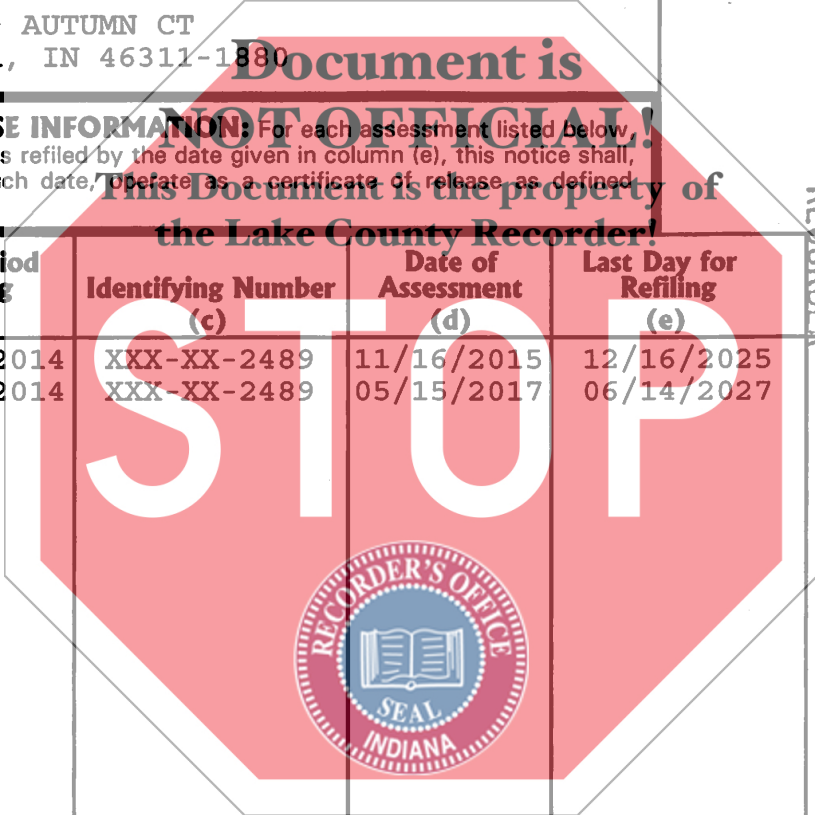 AUTUMN CT
, IN 46311-1880
Document is
NOT OFFICIAL!
This Document is the property of
the Lake County Recorder!
SE INFORMATION: For each assessment listed below,
s refiled by the date given in column (e), this notice shall,
ch date, operate as a certificate of release as defined
iod
g
Identifying Number
(c)
Date of
Assessment
(d)
Last Day for
Refiling
(e)
2014 XXX-XX-2489 11/16/2015 12/16/2025
2014 XXX-XX-2489 05/15/2017 06/14/2027
STOP
RECORDER'S OFFICE
SEAL
INDIANA